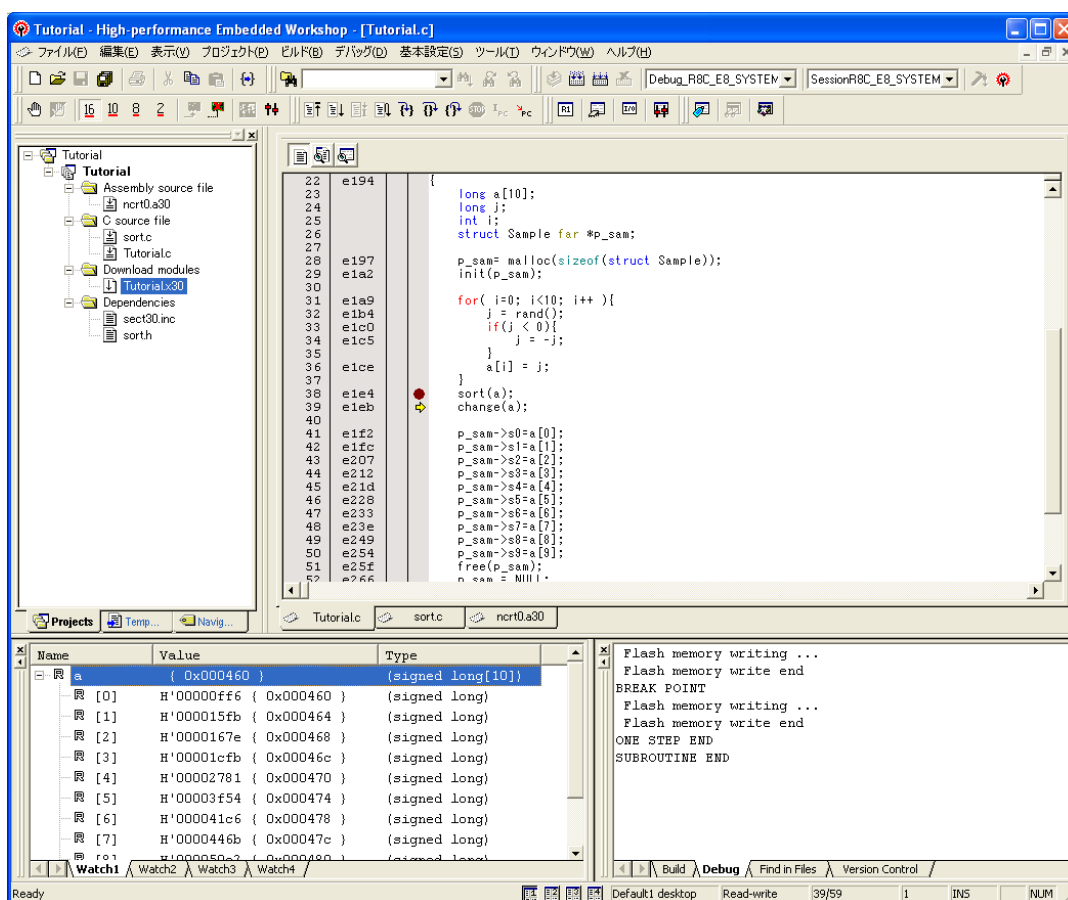 Tutorial - High-performance Embedded Workshop - [Tutorial.c]
ファイル(F) 編集(E) 表示(V) プロジェクト(P) ビルド(B) デバッグ(D) 基本設定(S) ツール(T) ウィンドウ(W) ヘルプ(H)
Debug_R8C_E8_SYSTEM SessionR8C_E8_SYSTEM
16 10 8 2
Tutorial
Tutorial
Assembly source file
ncrt0.a30
C source file
sort.c
Tutorial.c
Download modules
Tutorial.x30
Dependencies
sect30.inc
sort.h
Projects Temp... Navig...
22 e194 {
23 long a[10];
24 long j;
25 int i;
26 struct Sample far *p_sam;
27
28 e197 p_sam= malloc(sizeof(struct Sample));
29 e1a2 init(p_sam);
30
31 e1a9 for( i=0; i<10; i++ ){
32 e1b4 j = rand();
33 e1c0 if(j < 0){
34 e1c5 j = -j;
35 }
36 e1ce a[i] = j;
37 }
38 e1e4 sort(a);
39 e1eb change(a);
40
41 e1f2 p_sam->s0=a[0];
42 e1fc p_sam->s1=a[1];
43 e207 p_sam->s2=a[2];
44 e212 p_sam->s3=a[3];
45 e21d p_sam->s4=a[4];
46 e228 p_sam->s5=a[5];
47 e233 p_sam->s6=a[6];
48 e23e p_sam->s7=a[7];
49 e249 p_sam->s8=a[8];
50 e254 p_sam->s9=a[9];
51 e25f free(p_sam);
52 e266 p_sam = NULL;
Tutorial.c sort.c ncrt0.a30
Name Value Type
a { 0x000460 } (signed long[10])
[0] H'00000ff6 { 0x000460 } (signed long)
[1] H'000015fb { 0x000464 } (signed long)
[2] H'0000167e { 0x000468 } (signed long)
[3] H'00001cfb { 0x00046c } (signed long)
[4] H'00002781 { 0x000470 } (signed long)
[5] H'00003f54 { 0x000474 } (signed long)
[6] H'000041c6 { 0x000478 } (signed long)
[7] H'0000446b { 0x00047c } (signed long)
Watch1 Watch2 Watch3 Watch4
Flash memory writing ...
Flash memory write end
BREAK POINT
Flash memory writing ...
Flash memory write end
ONE STEP END
SUBROUTINE END
Build Debug Find in Files Version Control
Ready Default1 desktop Read-write 39/59 1 INS NUM